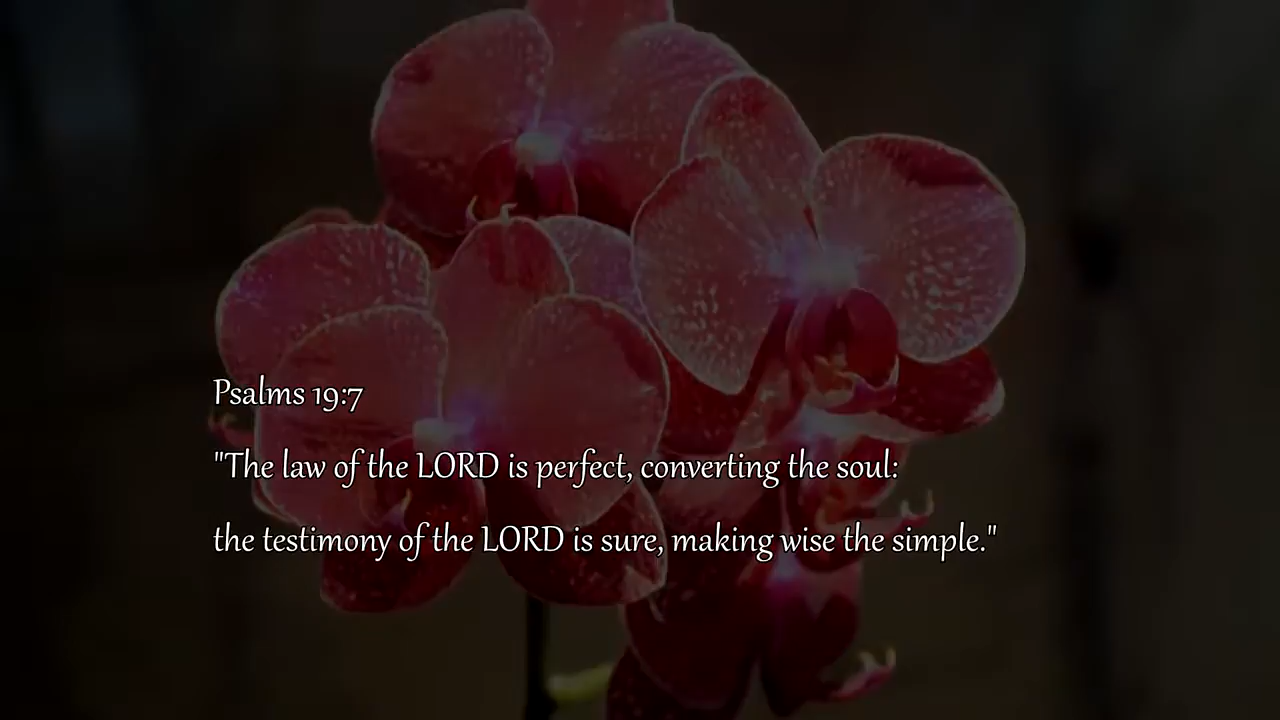 Psalms 19:7
"The law of the LORD is perfect, converting the soul:
the testimony of the LORD is sure, making wise the simple."